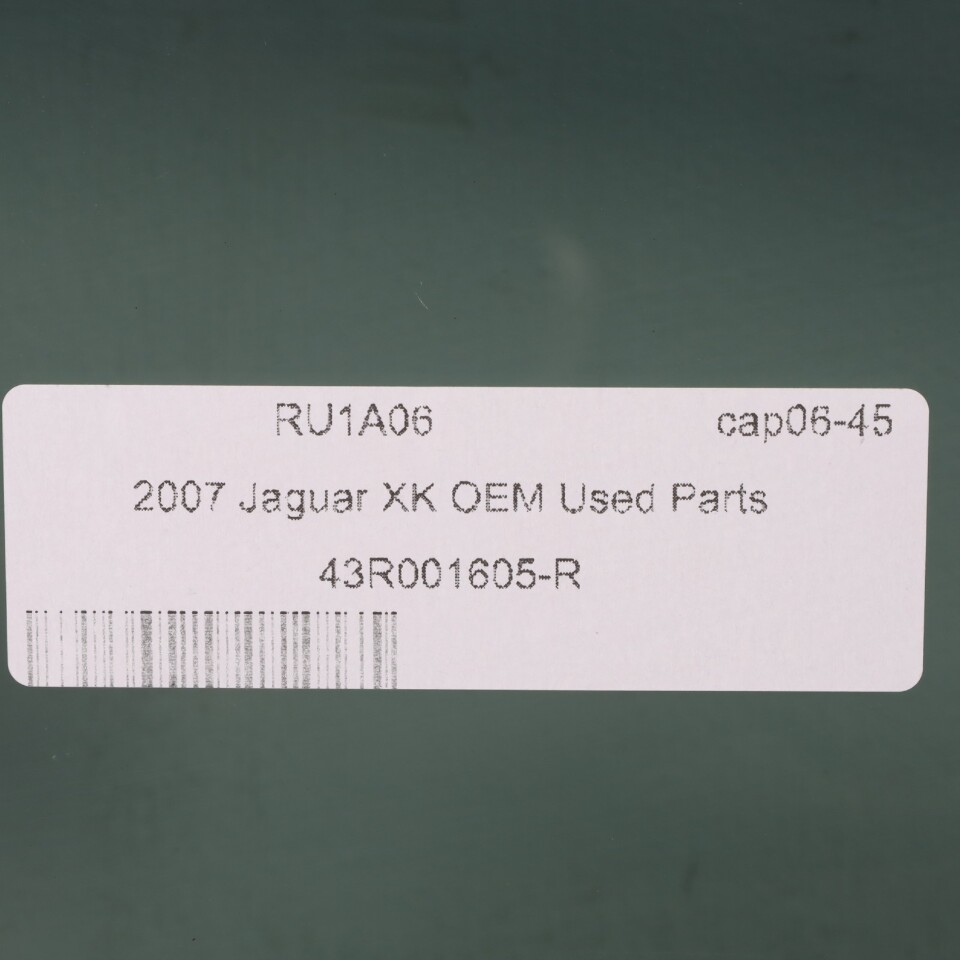 RU1A06 cap06-45
2007 Jaguar XK OEM Used Parts
43R001605-R